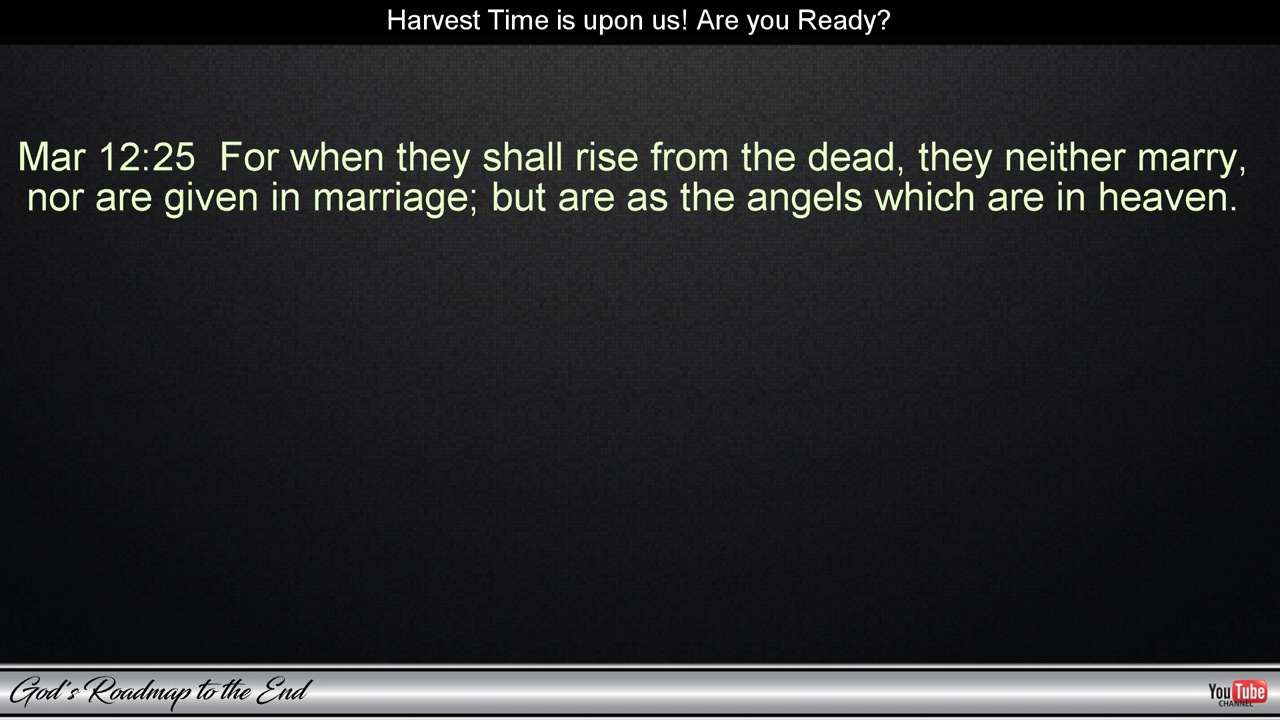 Harvest Time is upon us! Are you Ready?
Mar 12:25  For when they shall rise from the dead, they neither marry,
nor are given in marriage; but are as the angels which are in heaven.
God's Roadmap to the End
YouTube
CHANNEL